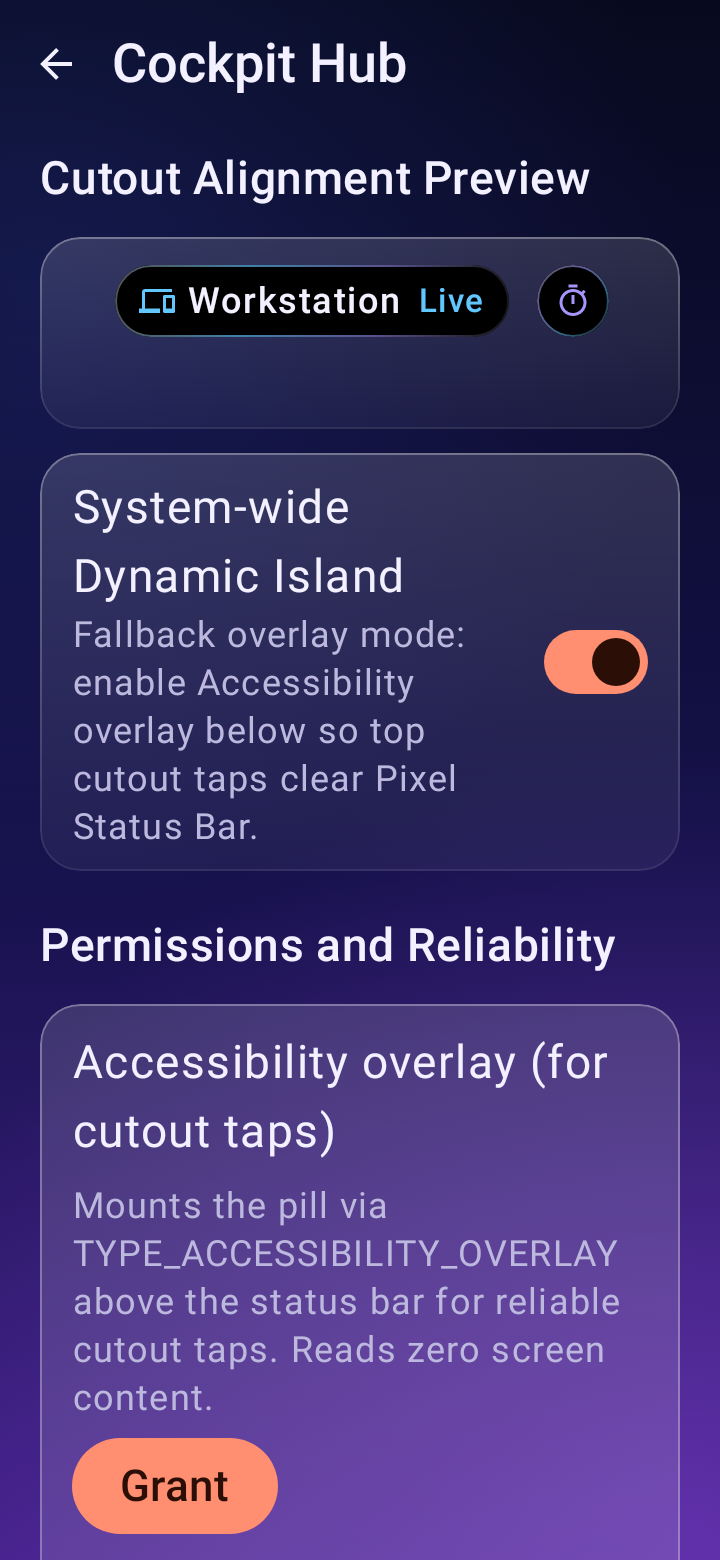 Cockpit Hub
Cutout Alignment Preview
Workstation Live
System-wide
Dynamic Island
Fallback overlay mode:
enable Accessibility
overlay below so top
cutout taps clear Pixel
Status Bar.
Permissions and Reliability
Accessibility overlay (for
cutout taps)
Mounts the pill via
TYPE_ACCESSIBILITY_OVERLAY
above the status bar for reliable
cutout taps. Reads zero screen
content.
Grant